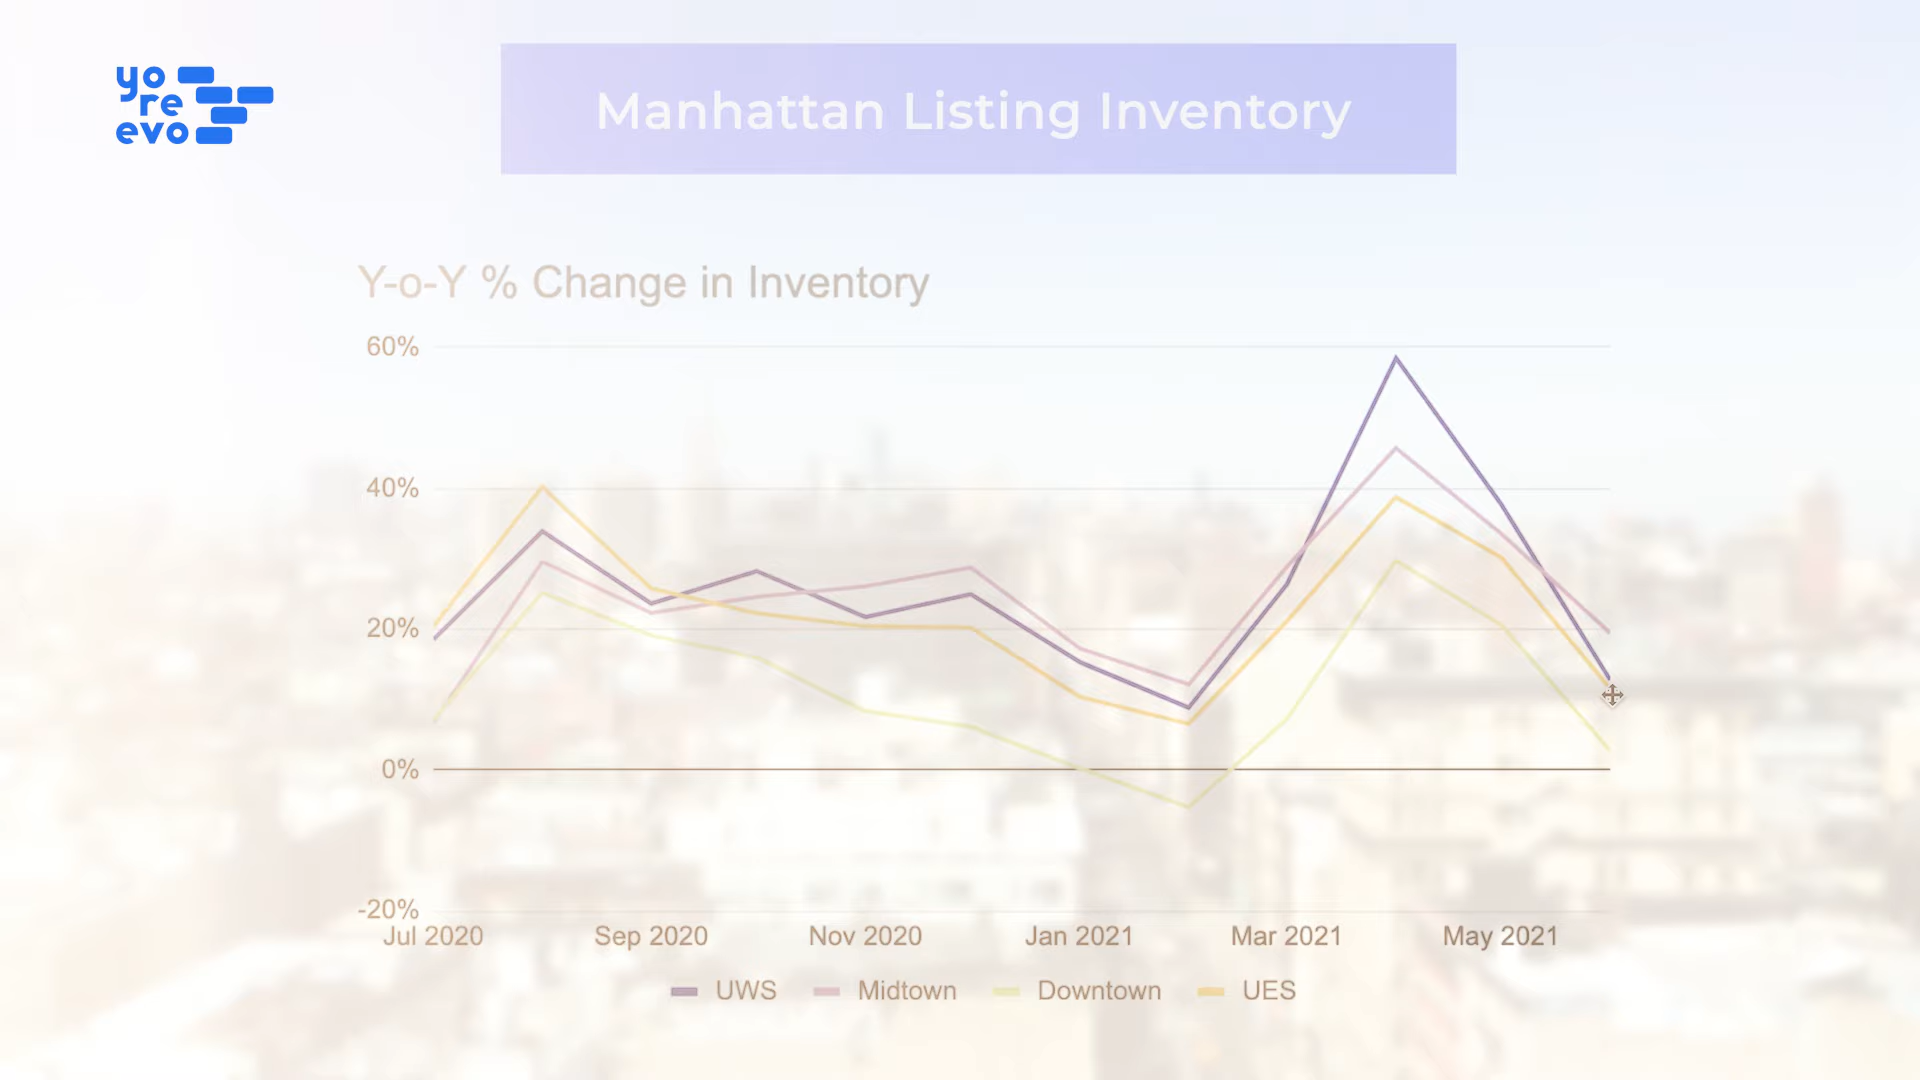 yo
re
evo
Manhattan Listing Inventory
Y-o-Y % Change in Inventory
60%
40%
20%
0%
-20%
Jul 2020 Sep 2020 Nov 2020 Jan 2021 Mar 2021 May 2021
UWS Midtown Downtown UES